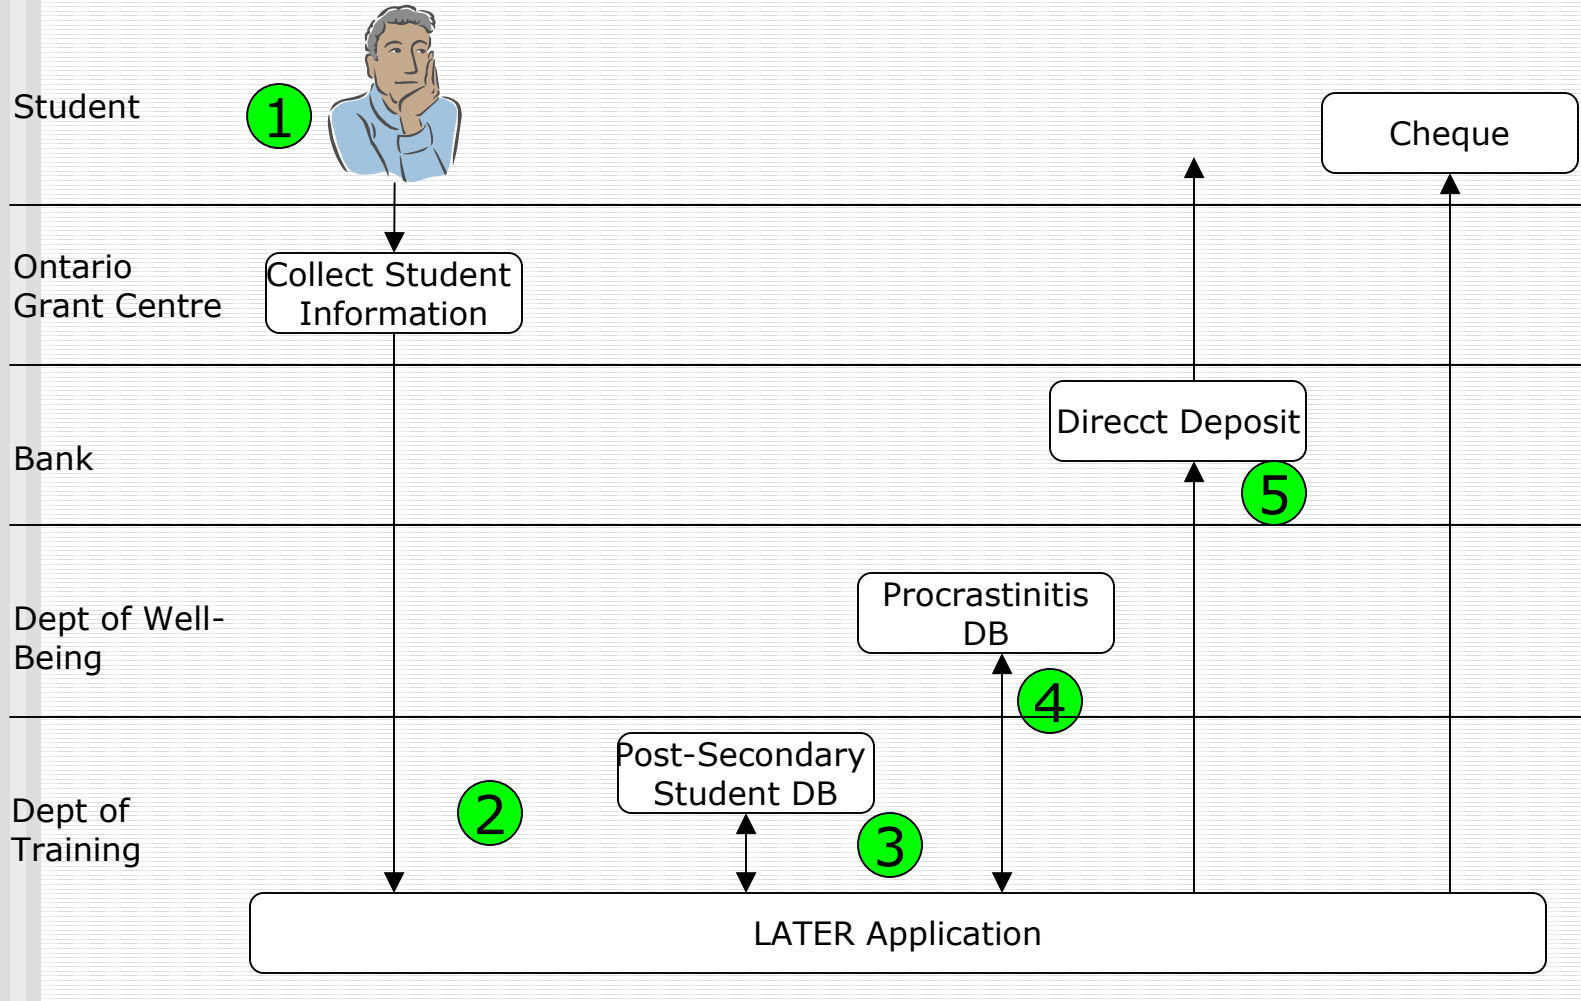 Student
1
Cheque
Ontario
Grant Centre
Collect Student
Information
Direcct Deposit
Bank
5
Procrastinitis
DB
Dept of Well-
Being
4
Post-Secondary
Student DB
Dept of
Training
2
3
LATER Application